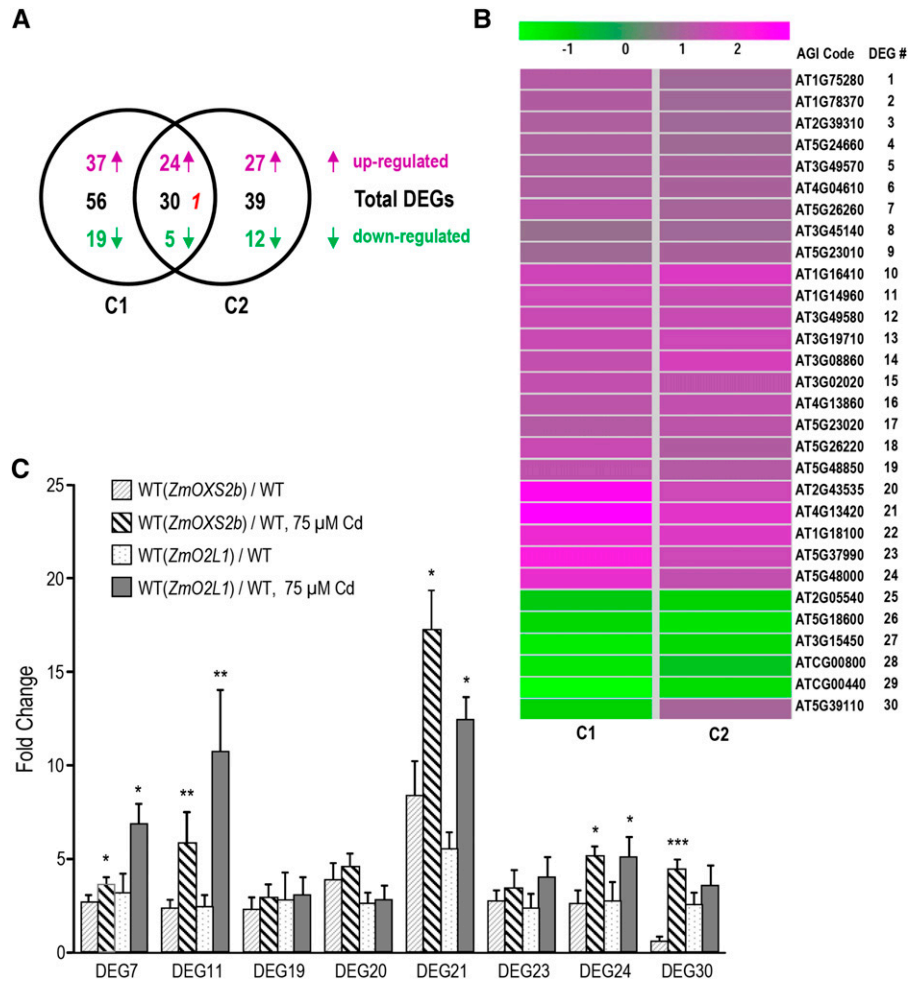 A
37 24 27 up-regulated
56 30 1 39 Total DEGs
19 5 12 down-regulated
C1 C2
B
-1 0 1 2
AGI Code DEG #
AT1G75280 1
AT1G78370 2
AT2G39310 3
AT5G24660 4
AT3G49570 5
AT4G04610 6
AT5G26260 7
AT3G45140 8
AT5G23010 9
AT1G16410 10
AT1G14960 11
AT3G49580 12
AT3G19710 13
AT3G08860 14
AT3G02020 15
AT4G13860 16
AT5G23020 17
AT5G26220 18
AT5G48850 19
AT2G43535 20
AT4G13420 21
AT1G18100 22
AT5G37990 23
AT5G48000 24
AT2G05540 25
AT5G18600 26
AT3G15450 27
ATCG00800 28
ATCG00440 29
AT5G39110 30
C1 C2
C
Fold Change
25
20
15
10
5
0
WT(ZmOXS2b) / WT
WT(ZmOXS2b) / WT, 75 µM Cd
WT(ZmO2L1) / WT
WT(ZmO2L1) / WT, 75 µM Cd
* * ** ** * * * * ***
DEG7 DEG11 DEG19 DEG20 DEG21 DEG23 DEG24 DEG30